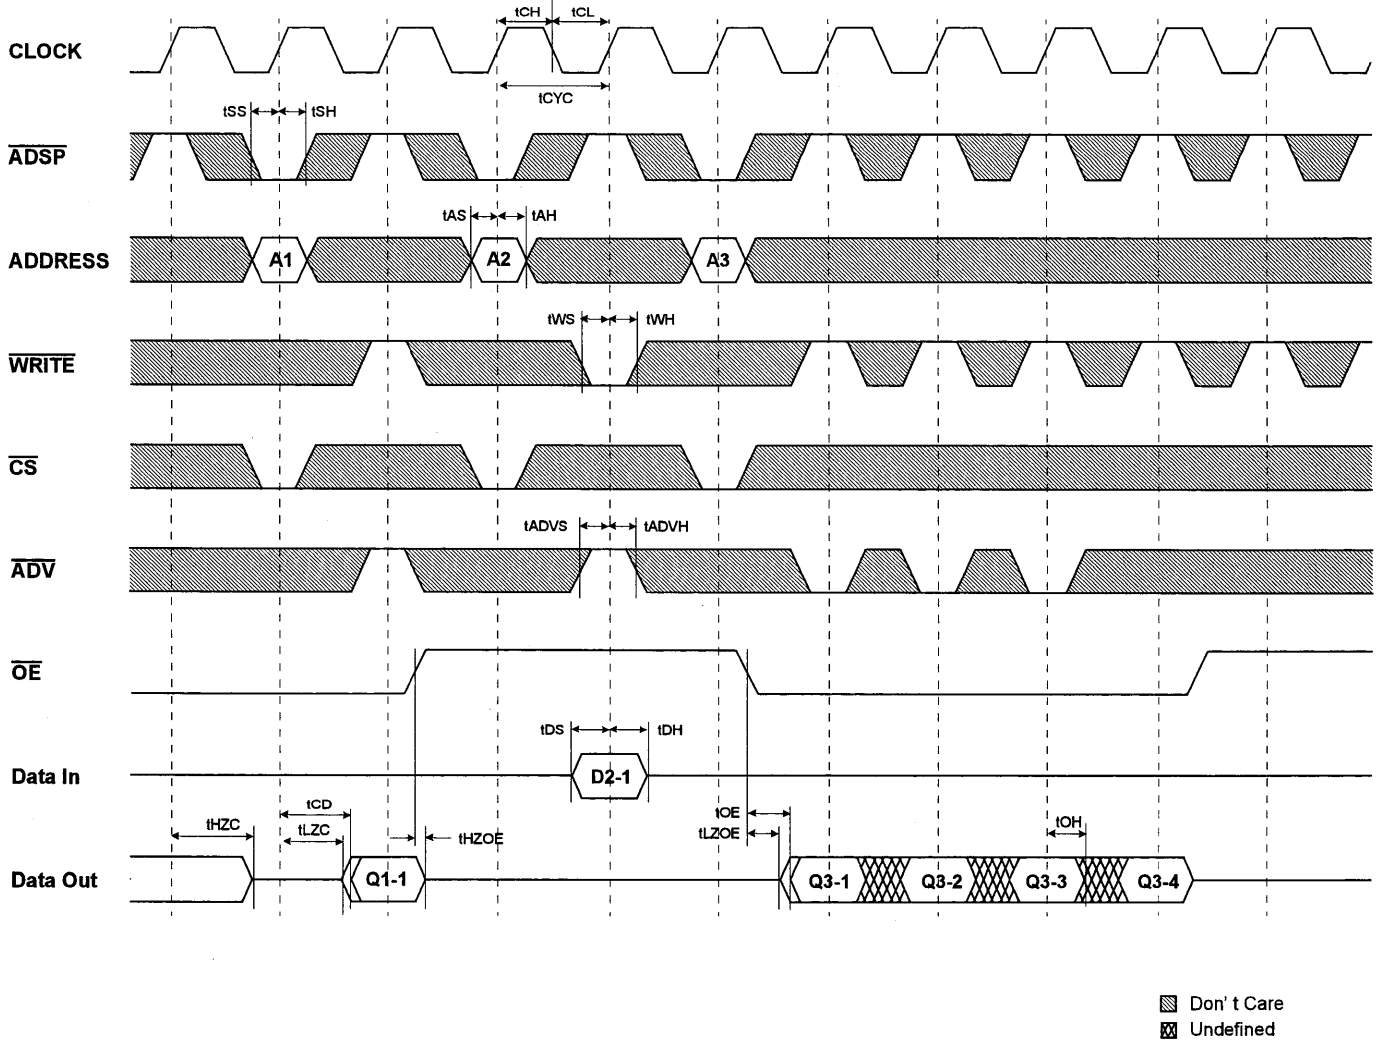 tCH tCL
CLOCK
tCYC
tSS tSH
ADSP
tAS tAH
ADDRESS A1 A2 A3
tWS tWH
WRITE
CS
tADVS tADVH
ADV
OE
tDS tDH
Data In D2-1
tCD tOE
tHZC tLZC tHZOE tLZOE tOH
Data Out Q1-1 Q3-1 Q3-2 Q3-3 Q3-4
Don' t Care
Undefined